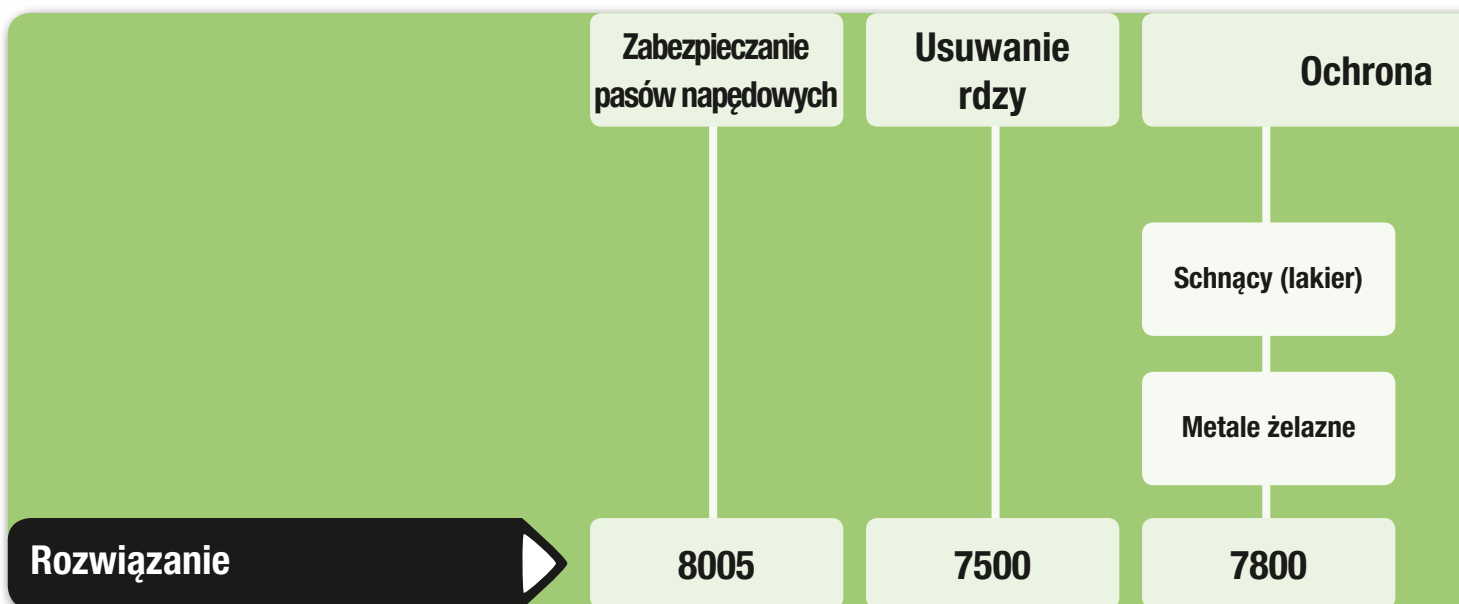 Zabezpieczanie
pasów napędowych
Usuwanie
rdzy
Ochrona
Schnący (lakier)
Metale żelazne
Rozwiązanie
8005
7500
7800